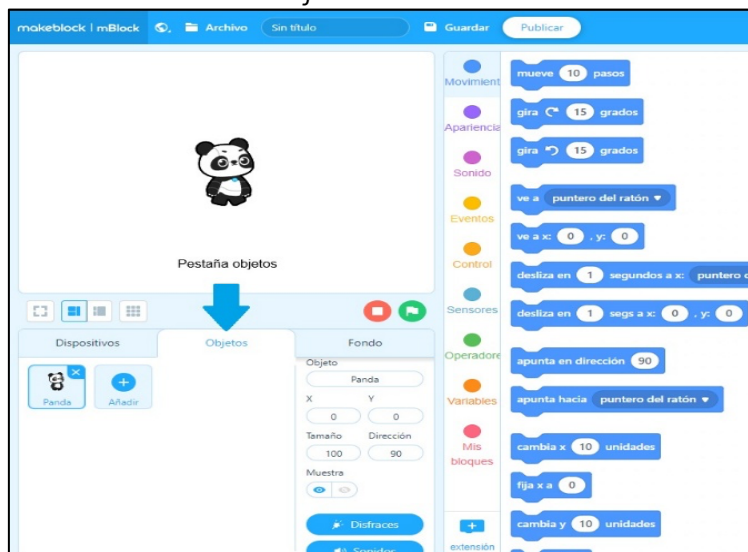 makeblock | mBlock Archivo Sin título Guardar Publicar
Pestaña objetos
Dispositivos Objetos Fondo
Panda
Añadir
Objeto
Panda
X Y
0 0
Tamaño Dirección
100 90
Muestra
Disfraces
Sonidos
Movimient
Apariencia
Sonido
Eventos
Control
Sensores
Operadore
Variables
Mis
bloques
extensión
mueve 10 pasos
gira 15 grados
gira 15 grados
ve a puntero del ratón
ve a x: 0 , y: 0
desliza en 1 segundos a x: puntero
desliza en 1 segs a x: 0 , y: 0
apunta en dirección 90
apunta hacia puntero del ratón
cambia x 10 unidades
fija x a 0
cambia y 10 unidades